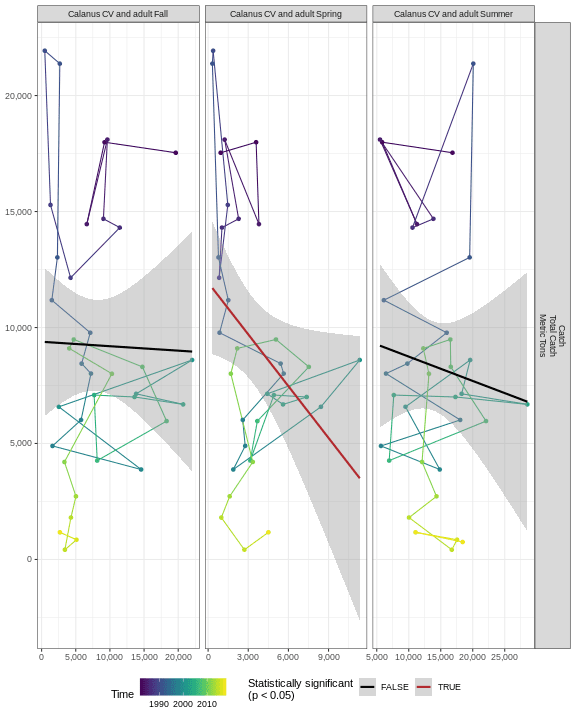 Calanus CV and adult Fall
Calanus CV and adult Spring
Calanus CV and adult Summer
20,000
15,000
10,000
5,000
0
Catch
Total Catch
Metric Tons
0 5,000 10,000 15,000 20,000
0 3,000 6,000 9,000
5,000 10,000 15,000 20,000 25,000
Time
1990 2000 2010
Statistically significant
(p < 0.05)
FALSE
TRUE